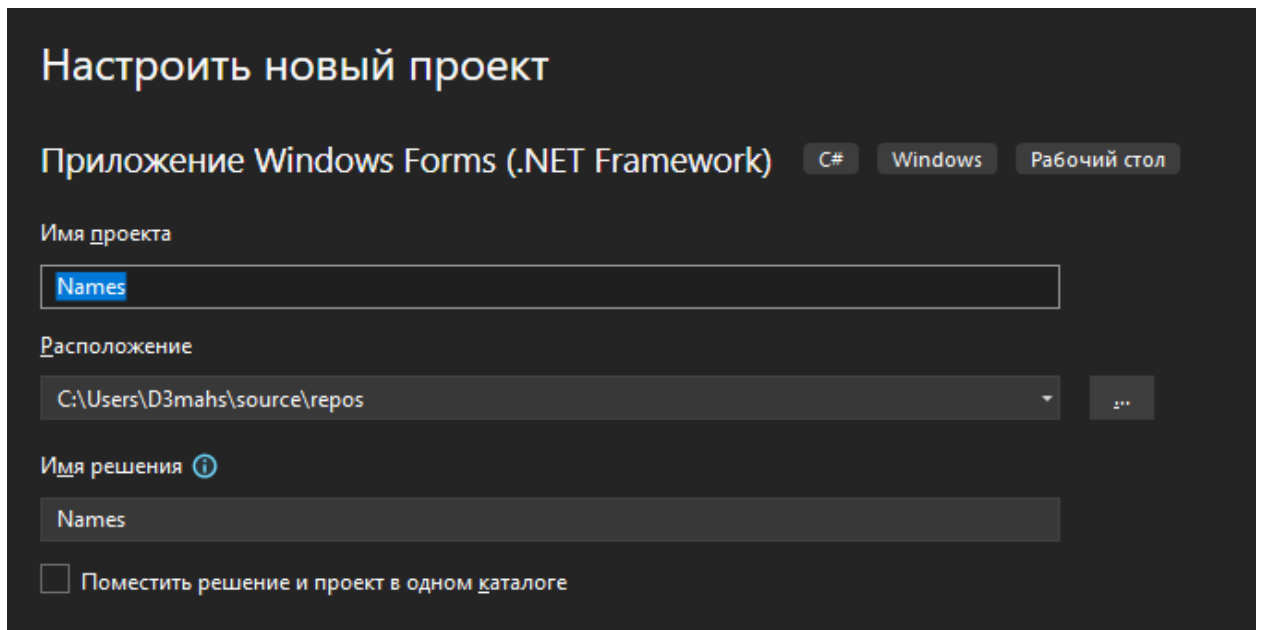 Настроить новый проект
Приложение Windows Forms (.NET Framework) C# Windows Рабочий стол
Имя проекта
Names
Расположение
C:\Users\D3mahs\source\repos
...
Имя решения
Names
Поместить решение и проект в одном каталоге